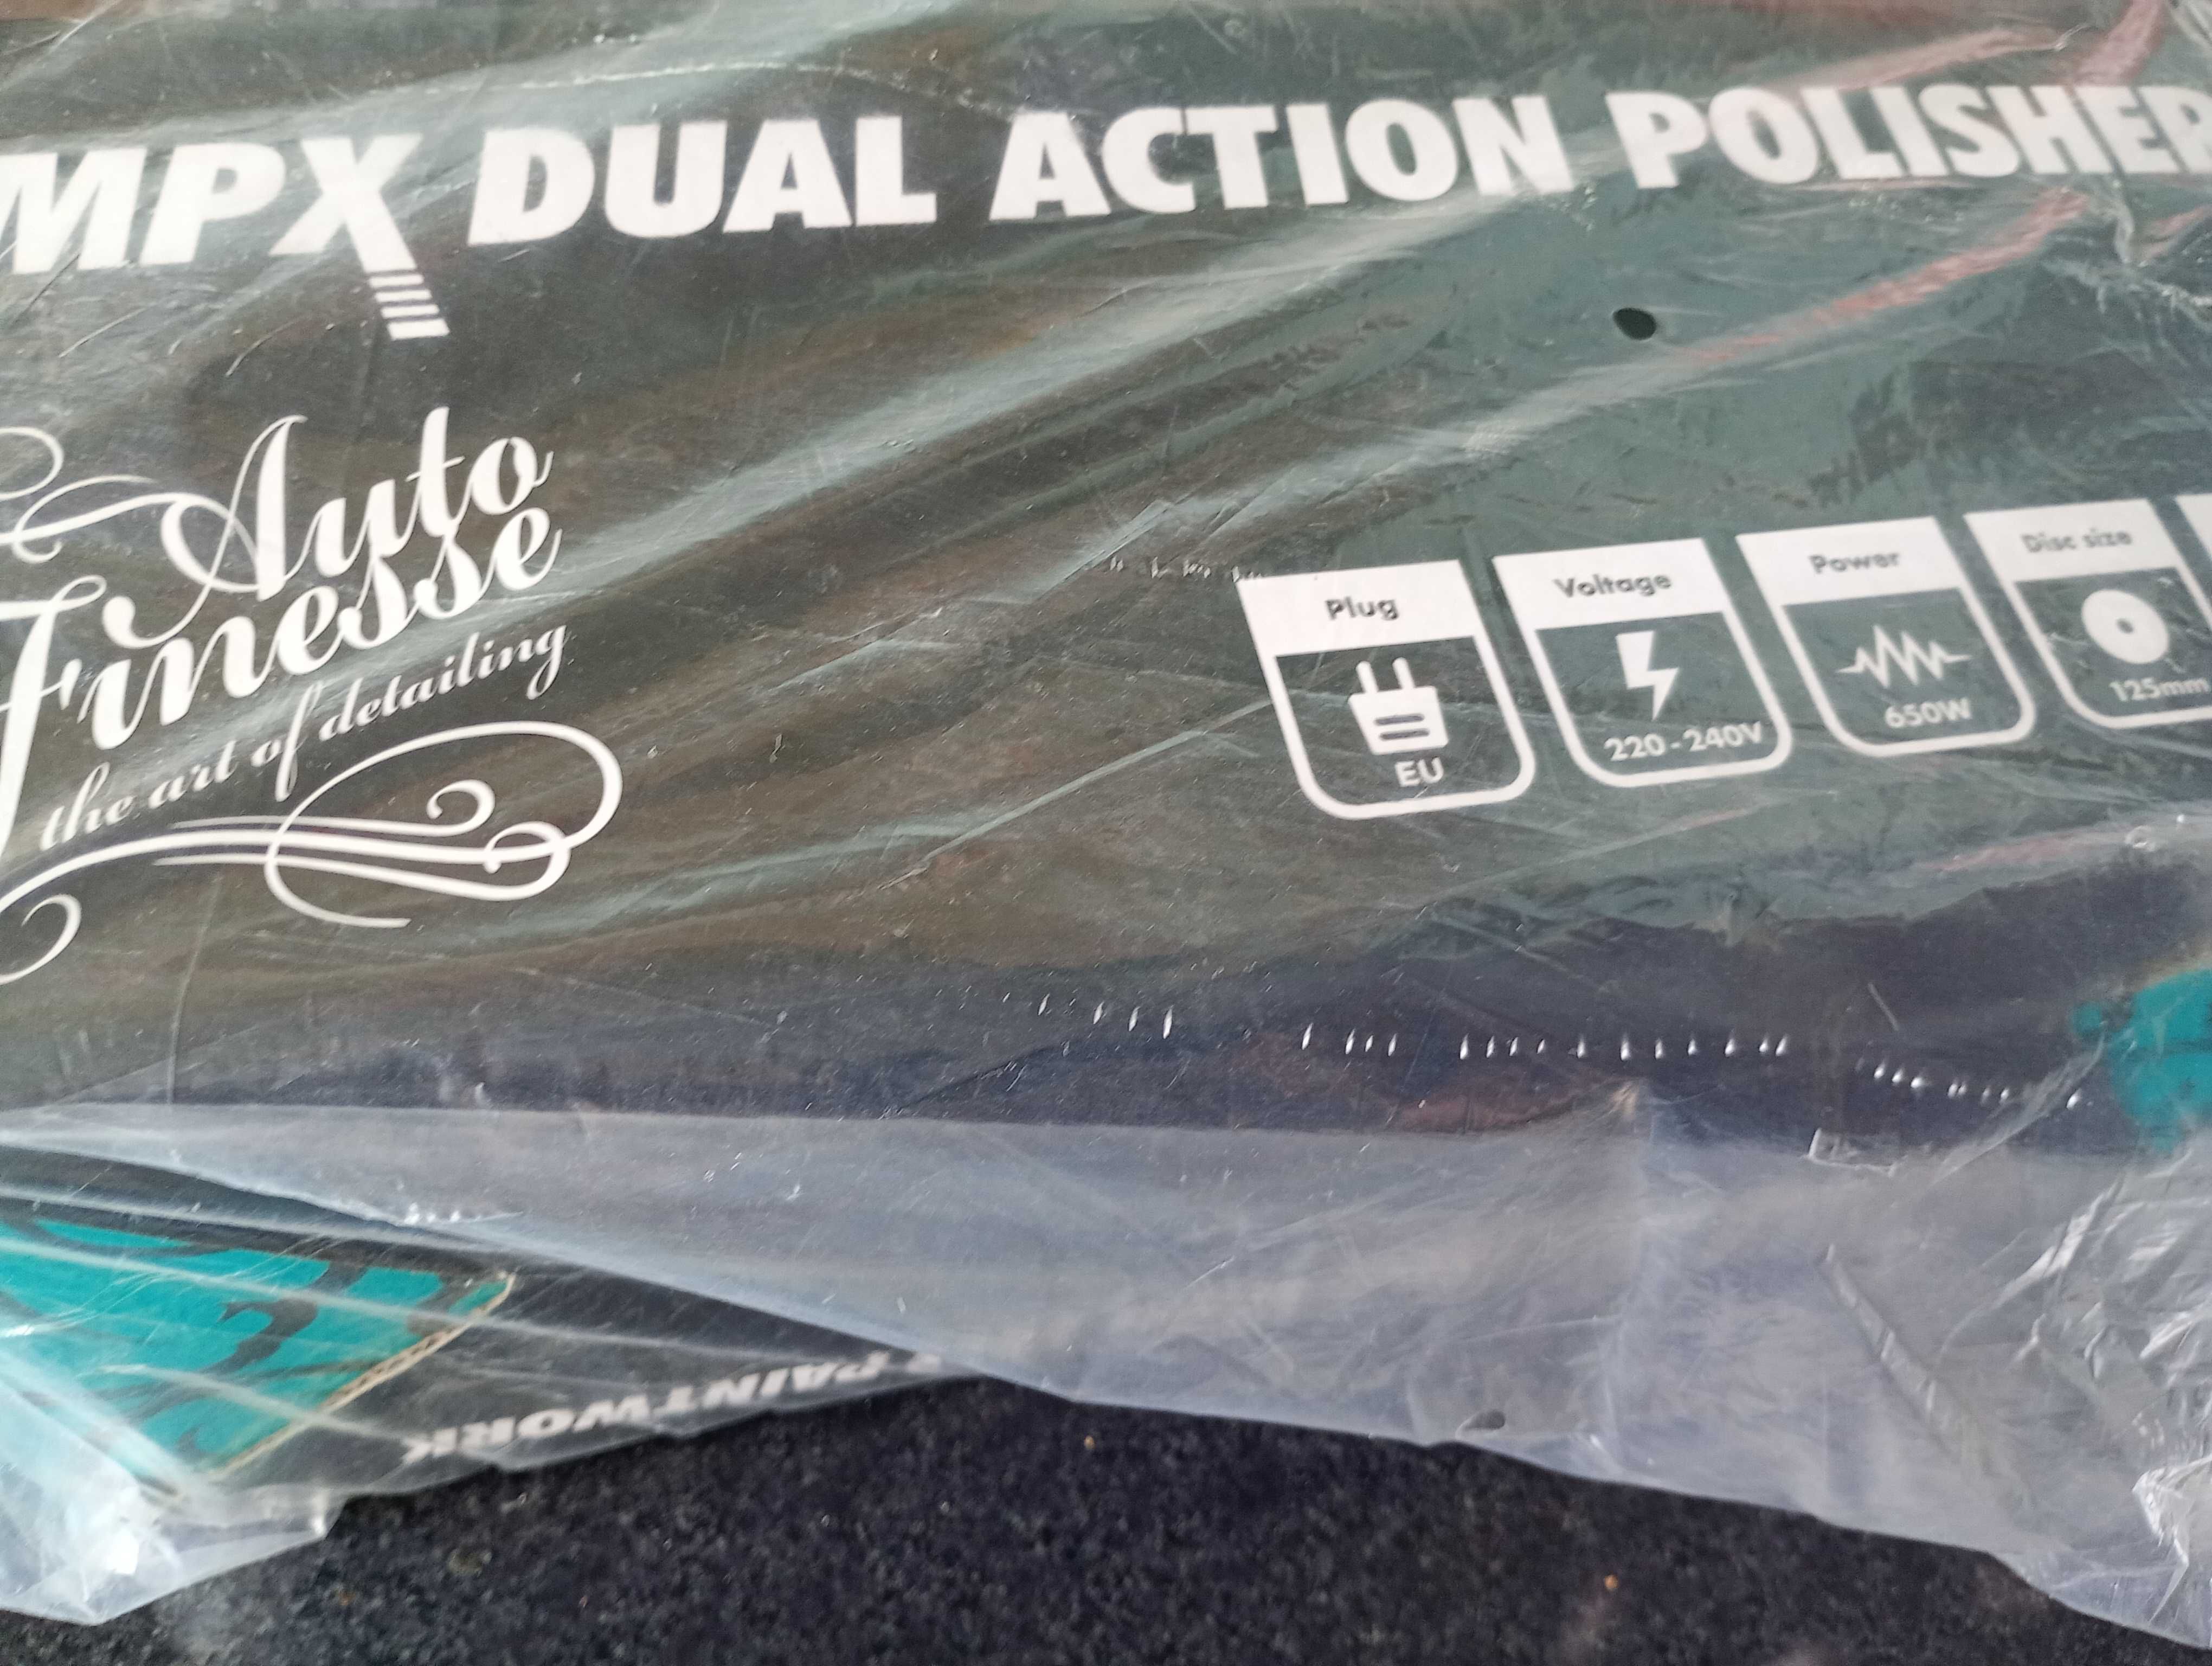 MPX DUAL ACTION POLISHER
Auto
Finesse
the art of detailing
Plug
EU
Voltage
220-240V
Power
650W
Disc size
125mm
PAINTWORK